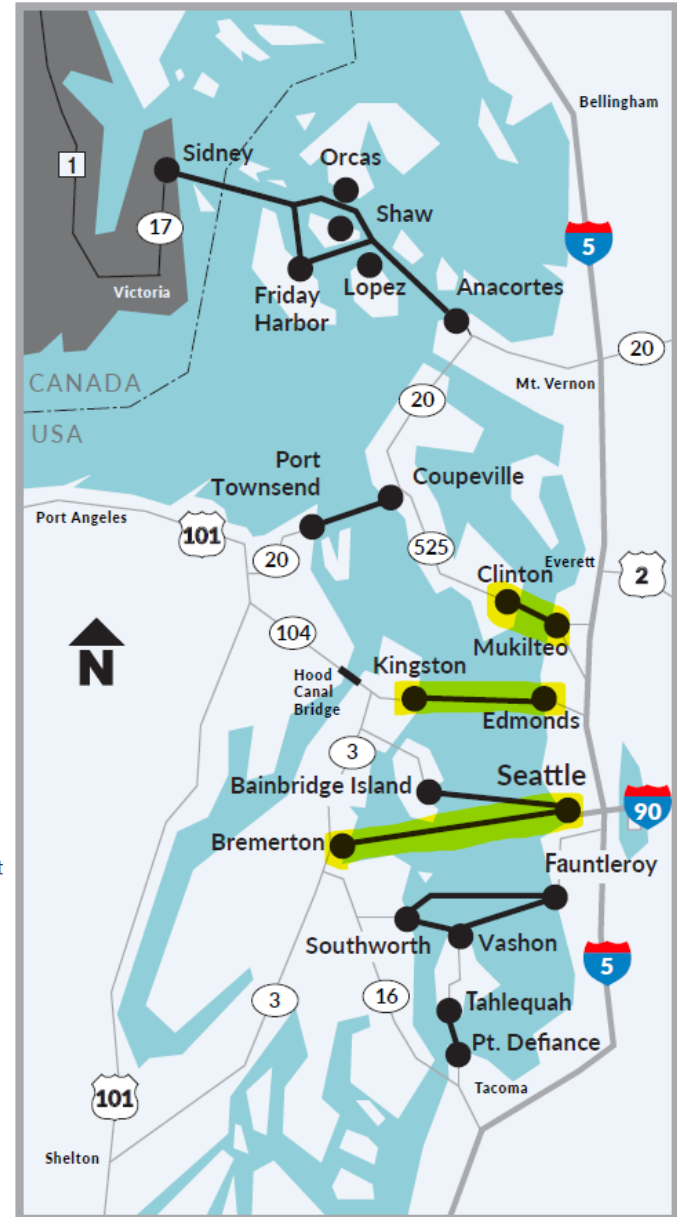 Bellingham
Sidney
Orcas
1
Shaw
17
5
Victoria
Friday
Harbor
Lopez
Anacortes
20
CANADA
Mt. Vernon
20
USA
Port
Townsend
Coupeville
Port Angeles
101
20
525
Everett
2
Clinton
104
Mukilteo
N
Kingston
Hood
Canal
Bridge
Edmonds
3
Seattle
Bainbridge Island
90
Bremerton
Fauntleroy
t
Southworth
Vashon
5
3
16
Tahlequah
Pt. Defiance
101
Tacoma
Shelton